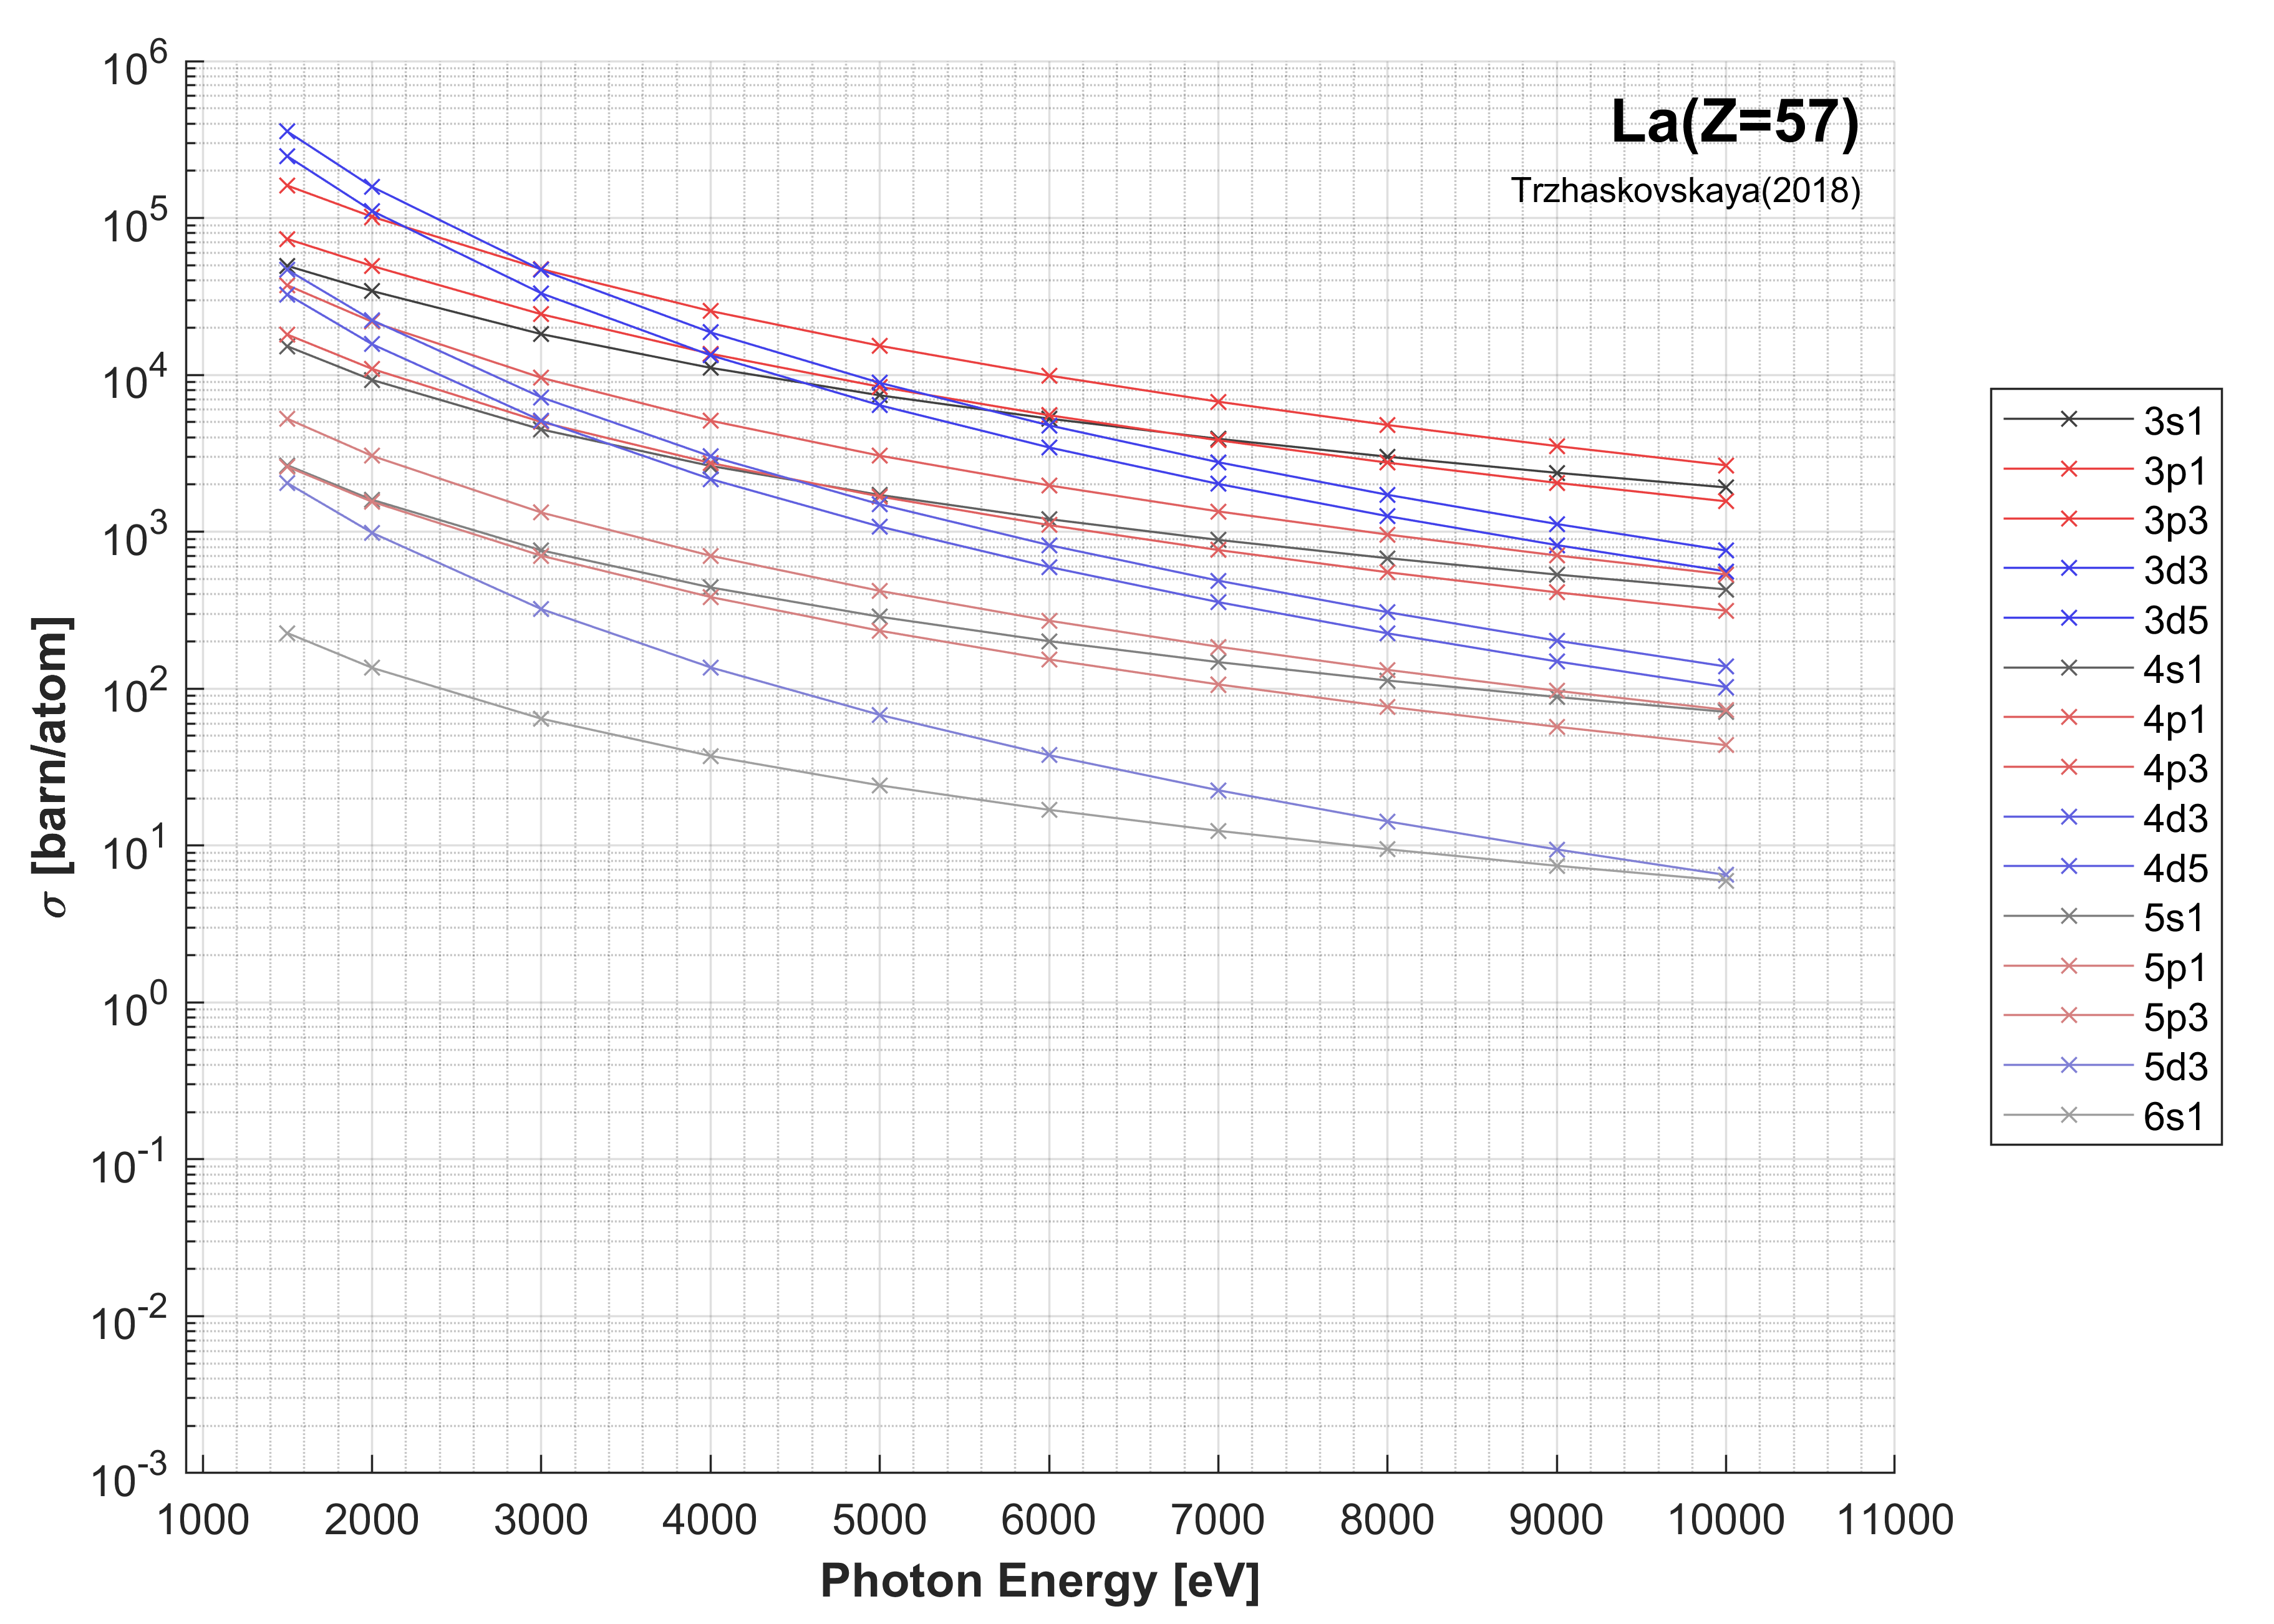 La(Z=57)
Trzhaskovskaya(2018)
10^6
10^5
10^4
10^3
10^2
10^1
10^0
10^-1
10^-2
10^-3
σ [barn/atom]
1000 2000 3000 4000 5000 6000 7000 8000 9000 10000 11000
Photon Energy [eV]
3s1
3p1
3p3
3d3
3d5
4s1
4p1
4p3
4d3
4d5
5s1
5p1
5p3
5d3
6s1